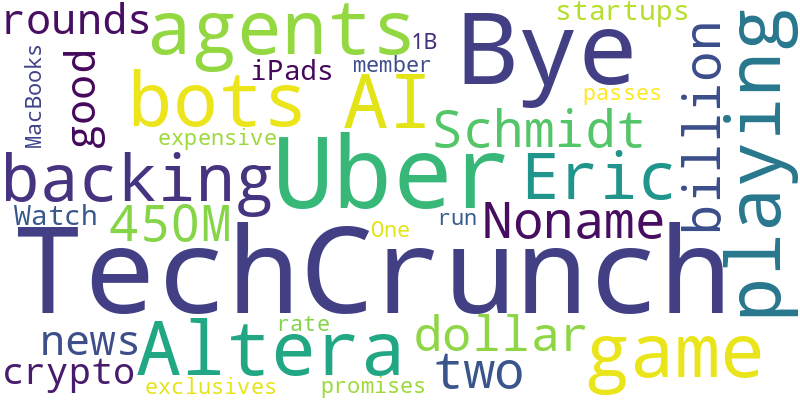 rounds
agents
1B
Bye
startups
billion
playing
MacBooks
good
iPads
member
bots AI
passes
expensive
Schmidt
backing
Uber
Eric
Watch
450M
One
run
Noname
TechCrunch
news
Altera
rate
dollar
game
crypto
two
exclusives
promises